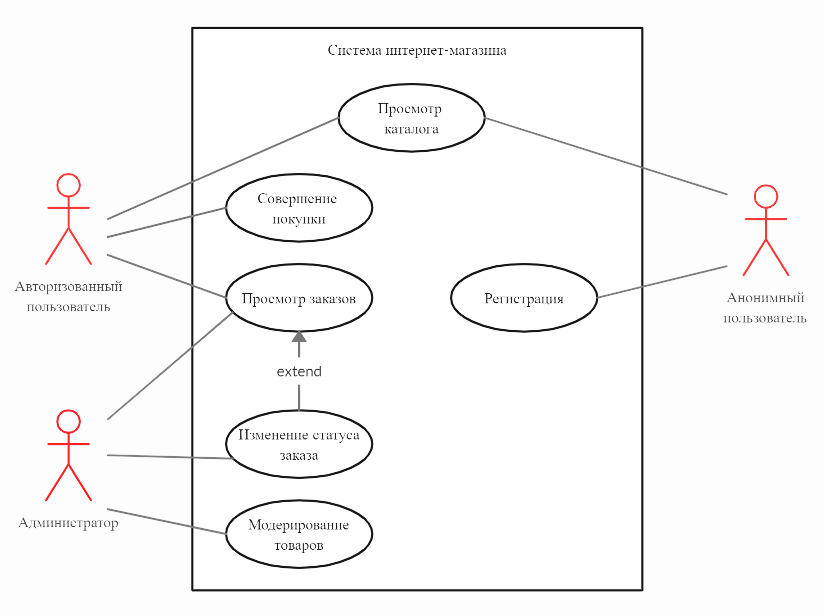 Система интернет-магазина
Просмотр
каталога
Совершение
покупки
Авторизованный
пользователь
Просмотр заказов
Регистрация
Анонимный
пользователь
extend
Изменение статуса
заказа
Администратор
Модерирование
товаров